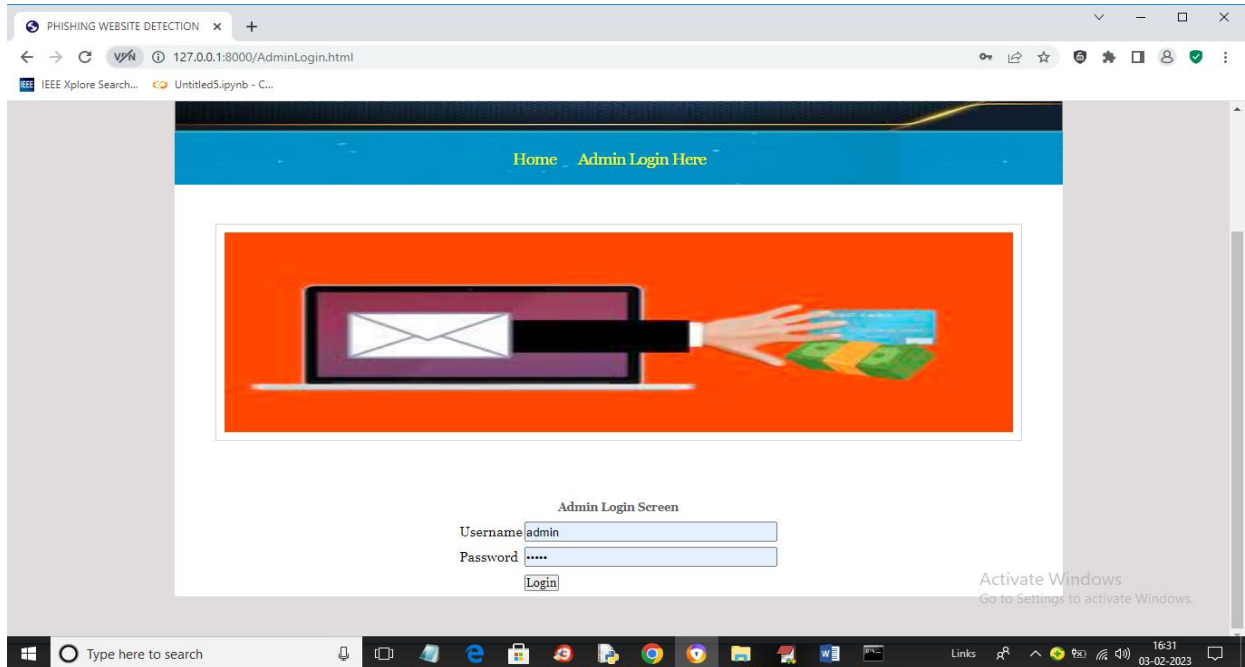 PHISHING WEBSITE DETECTION
VPN 127.0.0.1:8000/AdminLogin.html
IEEE IEEE Xplore Search... Untitled5.ipynb - C...
Home Admin Login Here
Admin Login Screen
Username admin
Password •••••
Login
Activate Windows
Go to Settings to activate Windows.
Type here to search
Links
16:31
03-02-2023